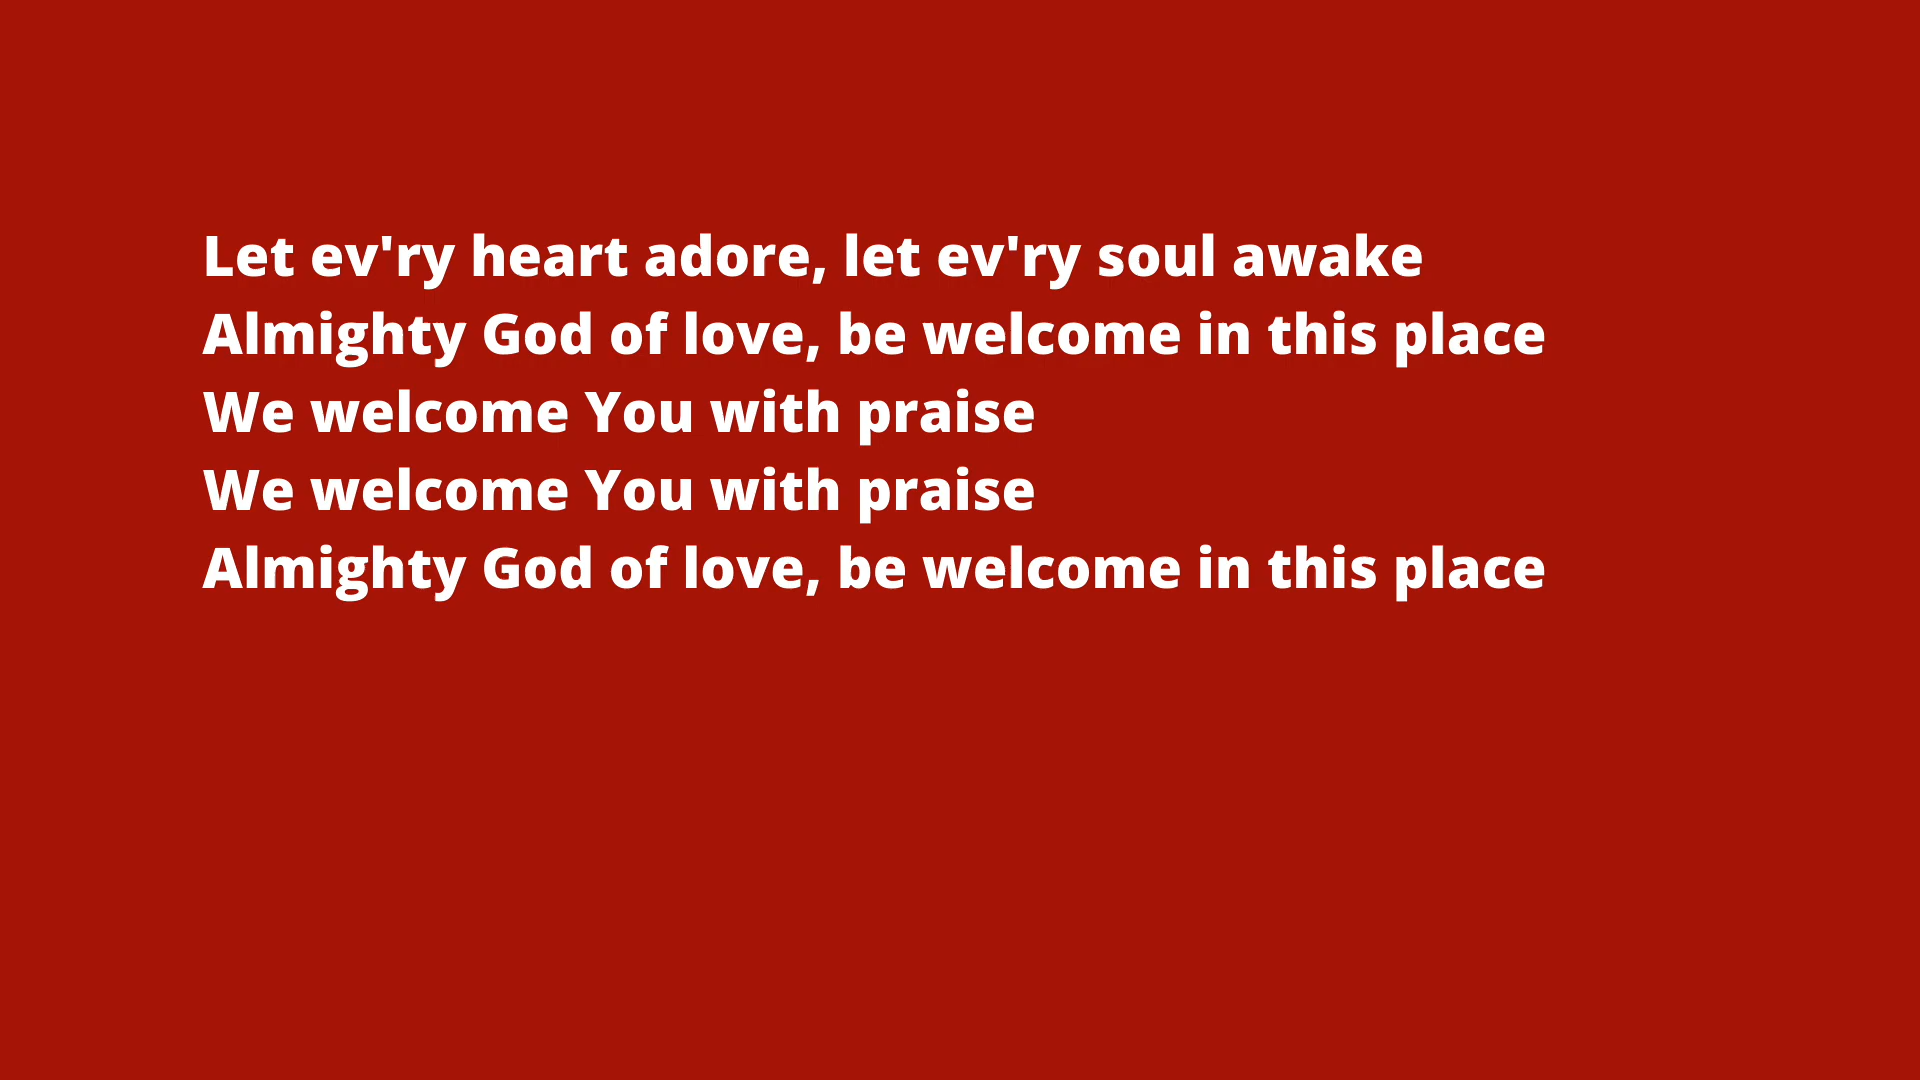 Let ev'ry heart adore, let ev'ry soul awake
Almighty God of love, be welcome in this place
We welcome You with praise
We welcome You with praise
Almighty God of love, be welcome in this place